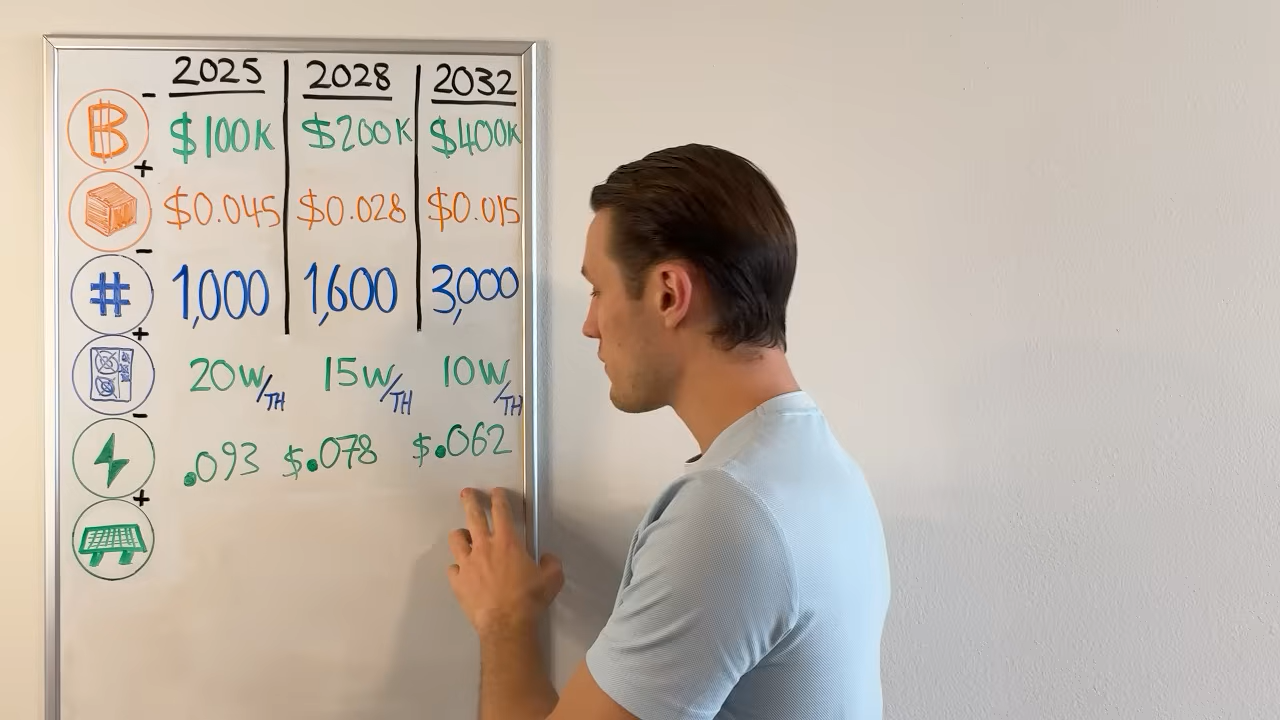 2025 2028 2032
B - $100K $200K $400K
+
$0.045 $0.028 $0.015
-
# 1,000 1,600 3,000
+
20W/TH 15W/TH 10W/TH
-
.093 $.078 $.062
+